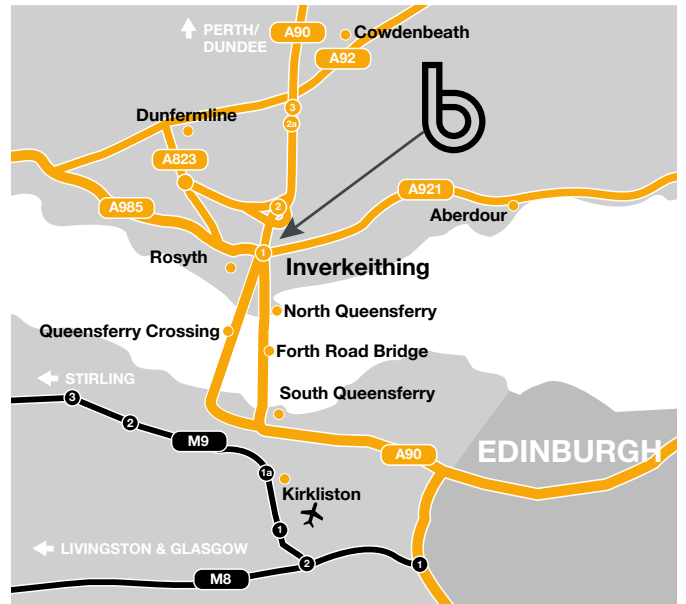 PERTH/
DUNDEE
A90
Cowdenbeath
A92
b
3
2a
Dunfermline
A823
A921
A985
2
Aberdour
1
Rosyth
Inverkeithing
North Queensferry
Queensferry Crossing
Forth Road Bridge
STIRLING
South Queensferry
3
2
M9
A90
EDINBURGH
1a
Kirkliston
1
LIVINGSTON & GLASGOW
2
1
M8